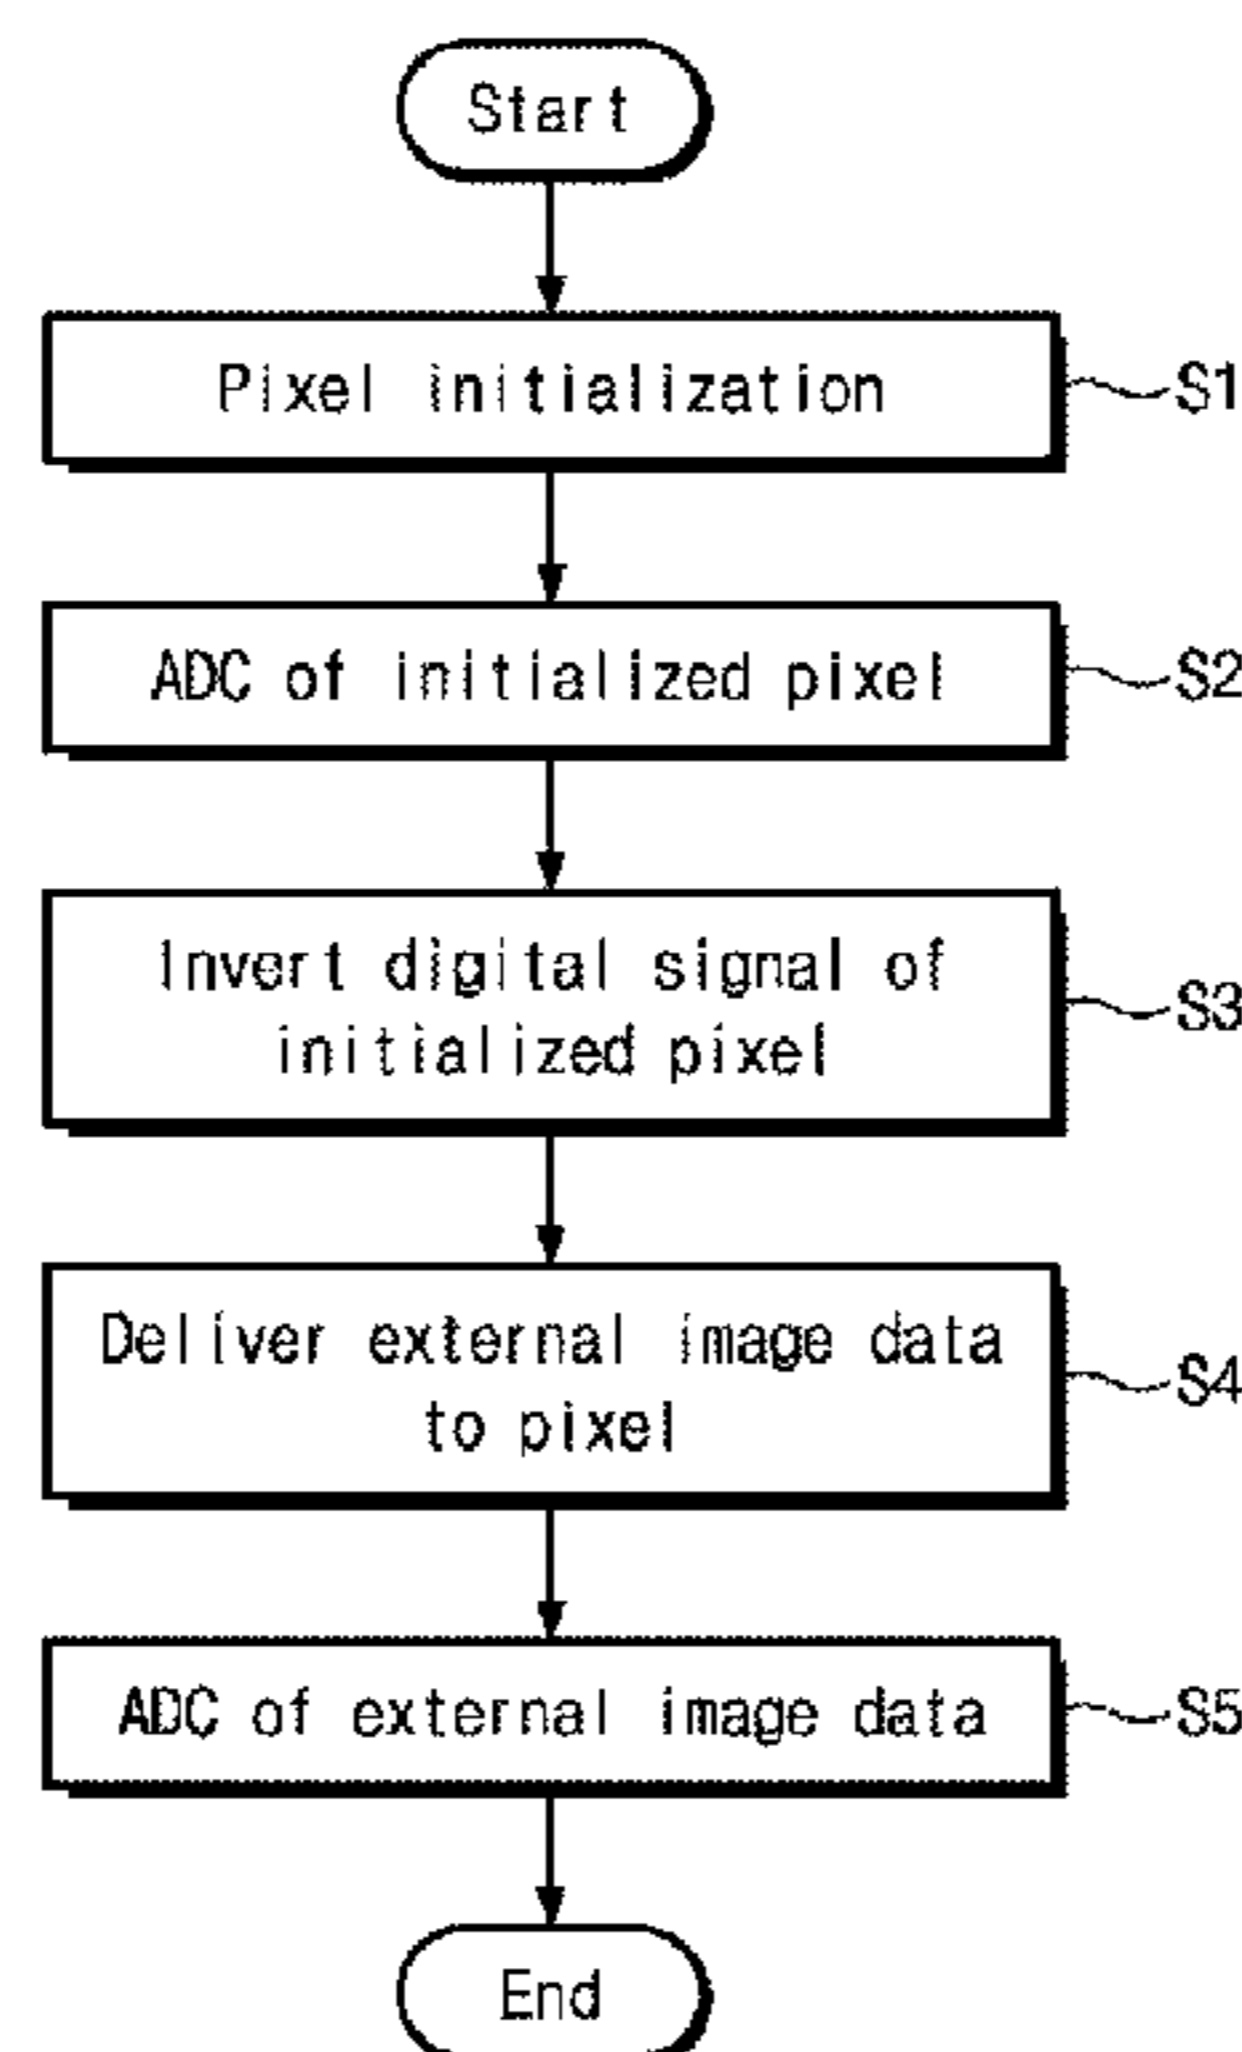 Start
Pixel initialization
S1
ADC of initialized pixel
S2
Invert digital signal of
initialized pixel
S3
Deliver external image data
to pixel
S4
ADC of external image data
S5
End